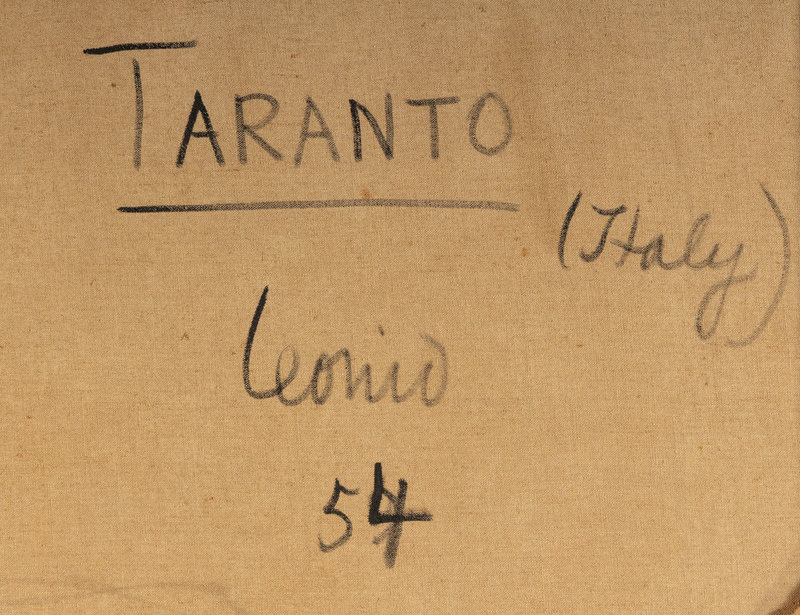 TARANTO
(Italy)
Leonid
54